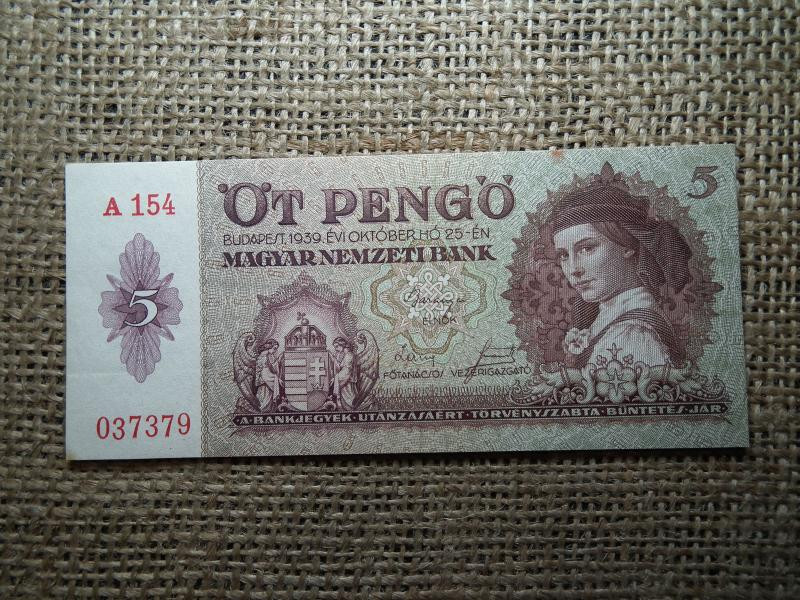 A 154
5
037379
ÖT PENGŐ
BUDAPEST, 1939. ÉVI OKTÓBER HÓ 25-ÉN
MAGYAR NEMZETI BANK
ELNÖK
FŐTANÁCSOS VEZÉRIGAZGATÓ
A·BANKJEGYEK·UTÁNZÁSÁÉRT·TÖRVÉNYSZABTA·BÜNTETÉS·JÁR·
5